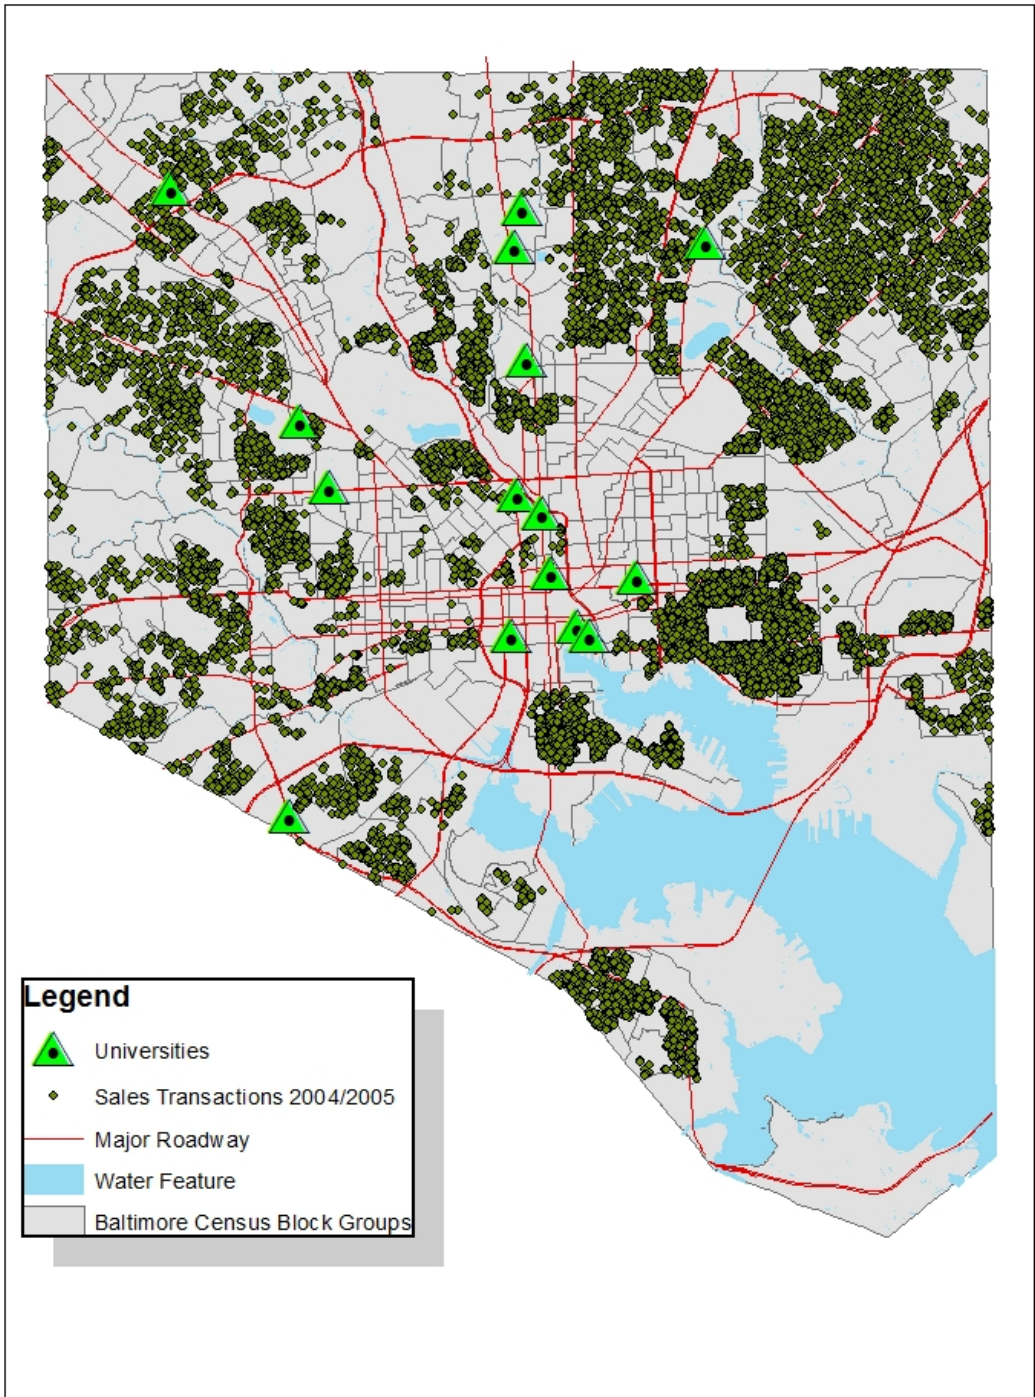 Legend
Universities
Sales Transactions 2004/2005
Major Roadway
Water Feature
Baltimore Census Block Groups